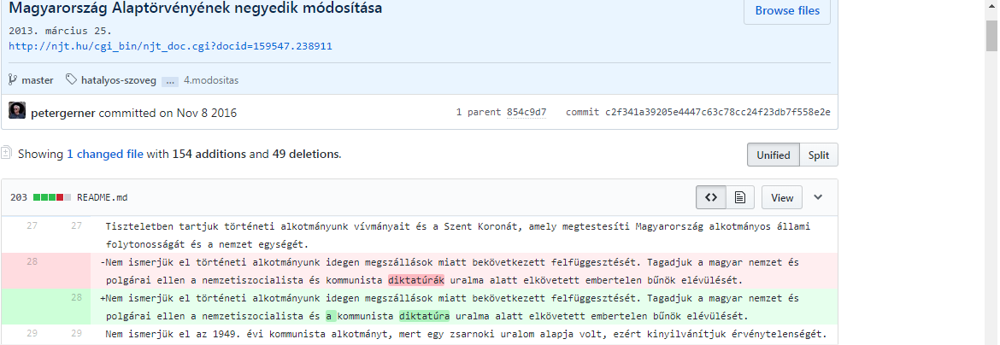 Magyarország Alaptörvényének negyedik módosítása
Browse files
2013. március 25.
http://njt.hu/cgi_bin/njt_doc.cgi?docid=159547.238911
master hatalyos-szoveg ... 4.modositas
petergerner committed on Nov 8 2016 1 parent 854c9d7 commit c2f341a39205e4447c63c78cc24f23db7f558e2e
Showing 1 changed file with 154 additions and 49 deletions. Unified Split
203 README.md <> View
27 27 Tiszteletben tartjuk történeti alkotmányunk vívmányait és a Szent Koronát, amely megtestesíti Magyarország alkotmányos állami
folytonosságát és a nemzet egységét.
28 -Nem ismerjük el történeti alkotmányunk idegen megszállások miatt bekövetkezett felfüggesztését. Tagadjuk a magyar nemzet és
polgárai ellen a nemzetiszocialista és kommunista diktatúrák uralma alatt elkövetett embertelen bűnök elévülését.
28 +Nem ismerjük el történeti alkotmányunk idegen megszállások miatt bekövetkezett felfüggesztését. Tagadjuk a magyar nemzet és
polgárai ellen a nemzetiszocialista és a kommunista diktatúra uralma alatt elkövetett embertelen bűnök elévülését.
29 29 Nem ismerjük el az 1949. évi kommunista alkotmányt, mert egy zsarnoki uralom alapja volt, ezért kinyilvánítjuk érvénytelenségét.